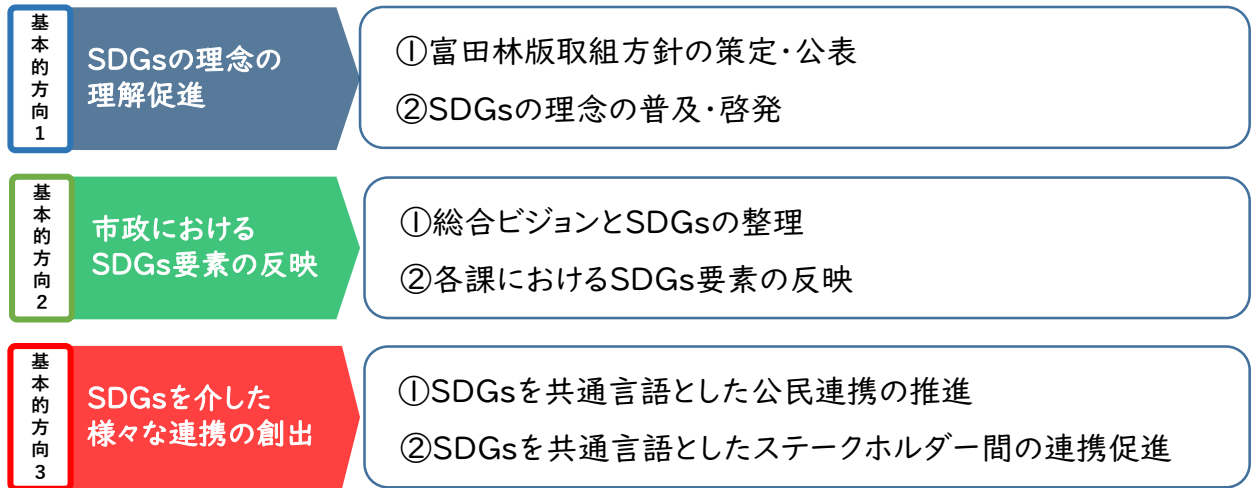 基本的方向1
SDGsの理念の
理解促進
①富田林版取組方針の策定・公表
②SDGsの理念の普及・啓発
基本的方向2
市政における
SDGs要素の反映
①総合ビジョンとSDGsの整理
②各課におけるSDGs要素の反映
基本的方向3
SDGsを介した
様々な連携の創出
①SDGsを共通言語とした公民連携の推進
②SDGsを共通言語としたステークホルダー間の連携促進